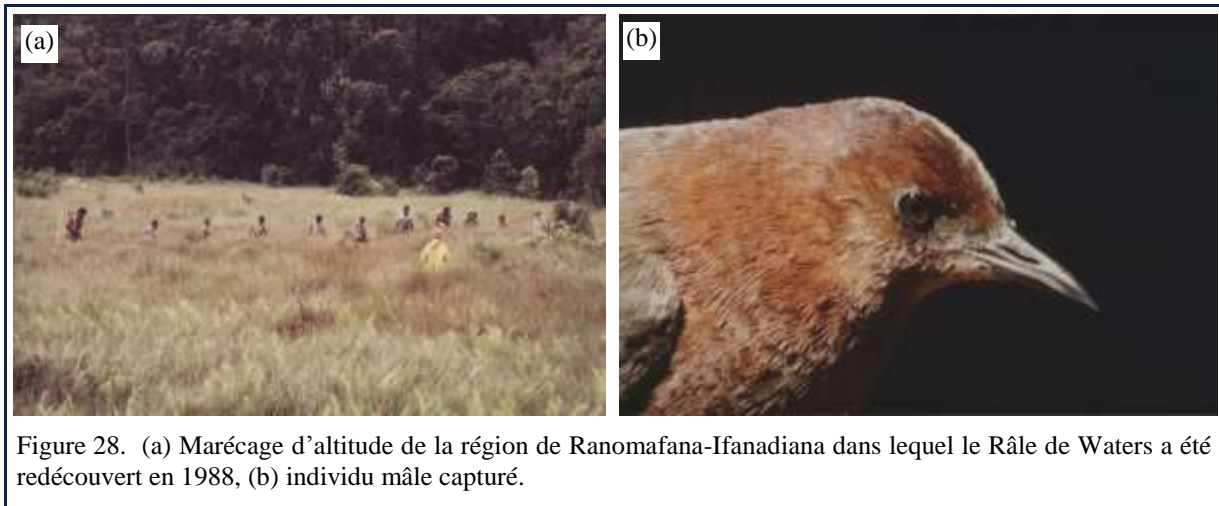 (a)
(b)
Figure 28. (a) Marécage d'altitude de la région de Ranomafana-Ifanadiana dans lequel le Râle de Waters a été
redécouvert en 1988, (b) individu mâle capturé.